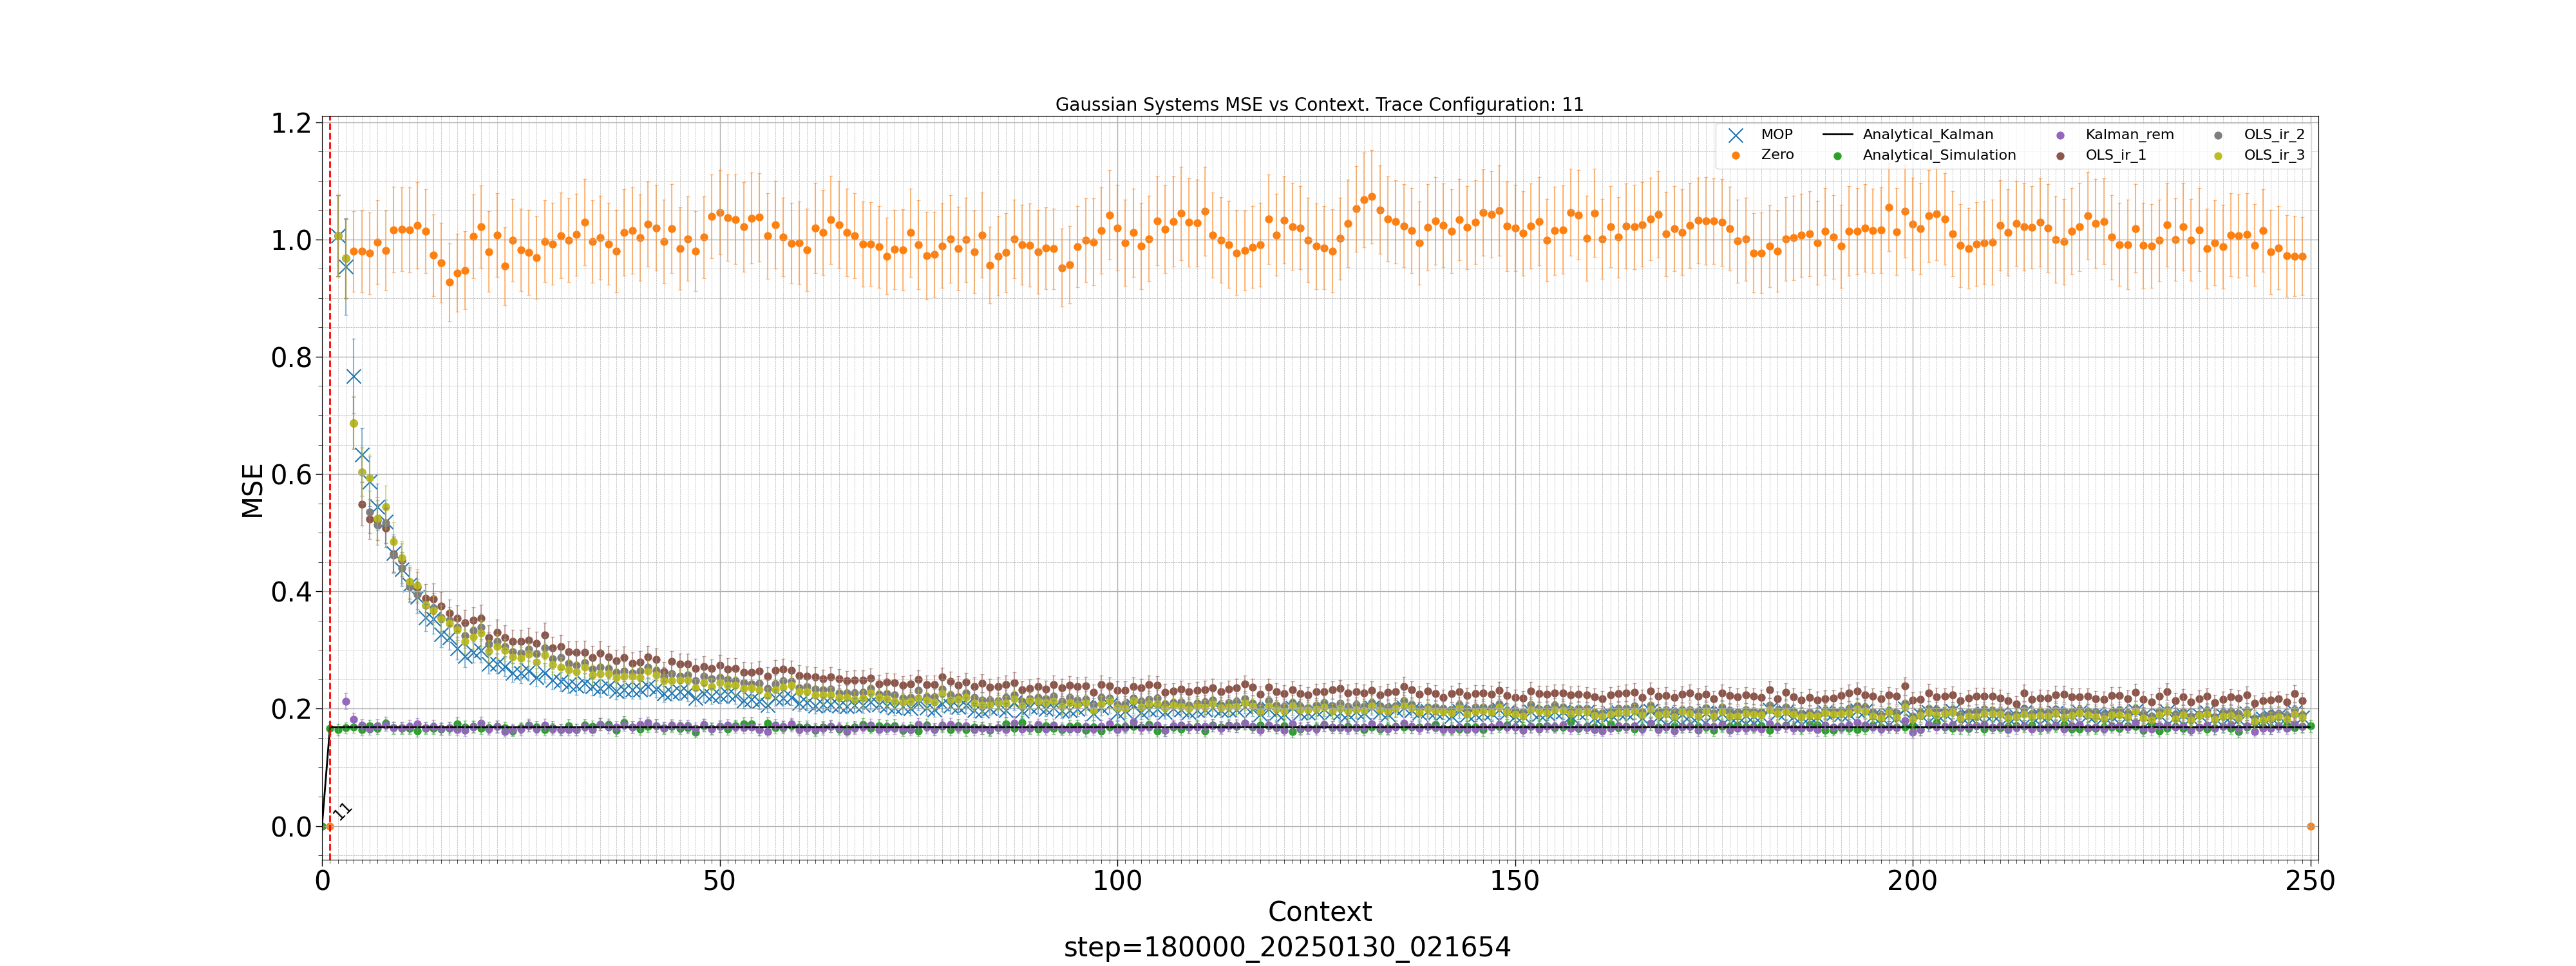 Gaussian Systems MSE vs Context. Trace Configuration: 11
MOP
Zero
Analytical_Kalman
Analytical_Simulation
Kalman_rem
OLS_ir_1
OLS_ir_2
OLS_ir_3
1.2
1.0
0.8
0.6
0.4
0.2
0.0
MSE
11
0 50 100 150 200 250
Context
step=180000_20250130_021654